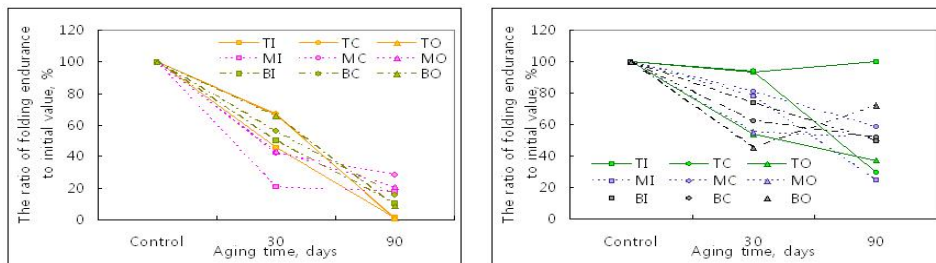 The ratio of folding endurance
to initial value, %
120
100
80
60
40
20
0
TI TC TO
MI MC MO
BI BC BO
Control 30 90
Aging time, days
The ratio of folding endurance
to initial value, %
120
100
80
60
40
20
0
TI TC TO
MI MC MO
BI BC BO
Control 30 90
Aging time, days